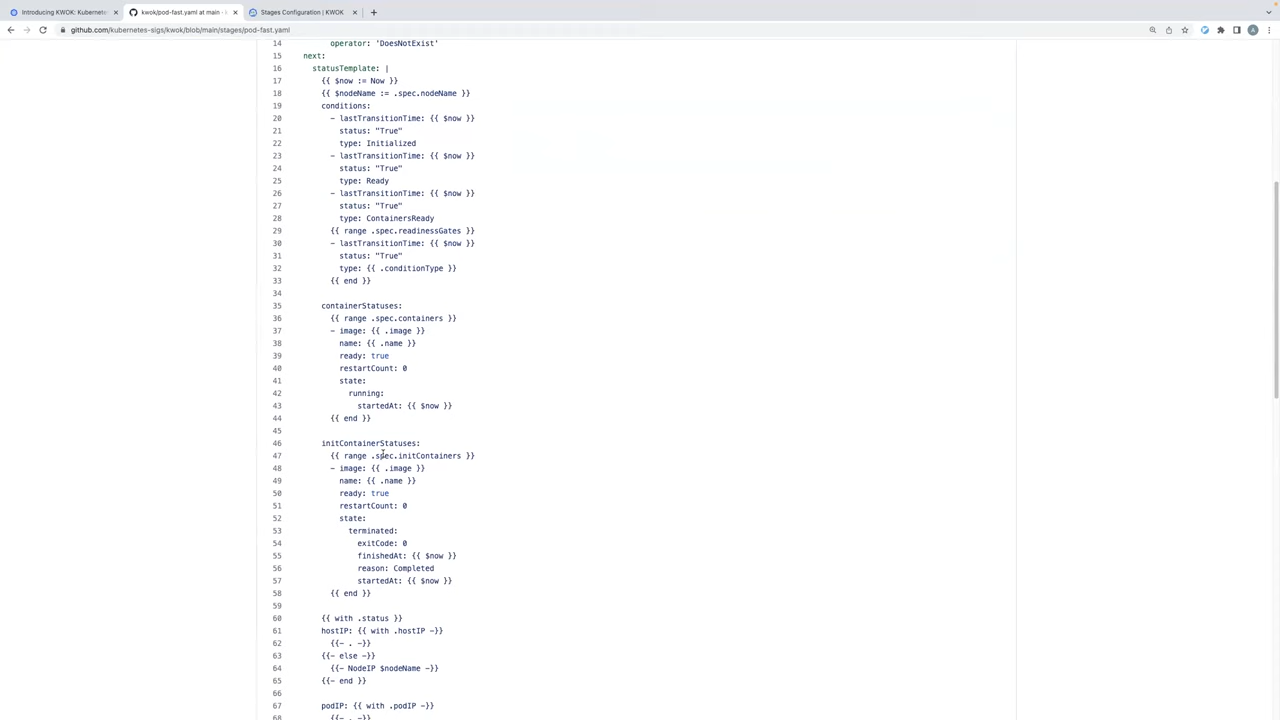 Introducing KWOK: Kubernete
kwok/pod-fast.yaml at main · k
Stages Configuration | KWOK
github.com/kubernetes-sigs/kwok/blob/main/stages/pod-fast.yaml
A
14 operator: 'DoesNotExist'
15 next:
16 statusTemplate: |
17 {{ $now := Now }}
18 {{ $nodeName := .spec.nodeName }}
19 conditions:
20 - lastTransitionTime: {{ $now }}
21 status: "True"
22 type: Initialized
23 - lastTransitionTime: {{ $now }}
24 status: "True"
25 type: Ready
26 - lastTransitionTime: {{ $now }}
27 status: "True"
28 type: ContainersReady
29 {{ range .spec.readinessGates }}
30 - lastTransitionTime: {{ $now }}
31 status: "True"
32 type: {{ .conditionType }}
33 {{ end }}
34
35 containerStatuses:
36 {{ range .spec.containers }}
37 - image: {{ .image }}
38 name: {{ .name }}
39 ready: true
40 restartCount: 0
41 state:
42 running:
43 startedAt: {{ $now }}
44 {{ end }}
45
46 initContainerStatuses:
47 {{ range .spec.initContainers }}
48 - image: {{ .image }}
49 name: {{ .name }}
50 ready: true
51 restartCount: 0
52 state:
53 terminated:
54 exitCode: 0
55 finishedAt: {{ $now }}
56 reason: Completed
57 startedAt: {{ $now }}
58 {{ end }}
59
60 {{ with .status }}
61 hostIP: {{ with .hostIP -}}
62 {{- . -}}
63 {{- else -}}
64 {{- NodeIP $nodeName -}}
65 {{- end }}
66
67 podIP: {{ with .podIP -}}
68 {{- . -}}